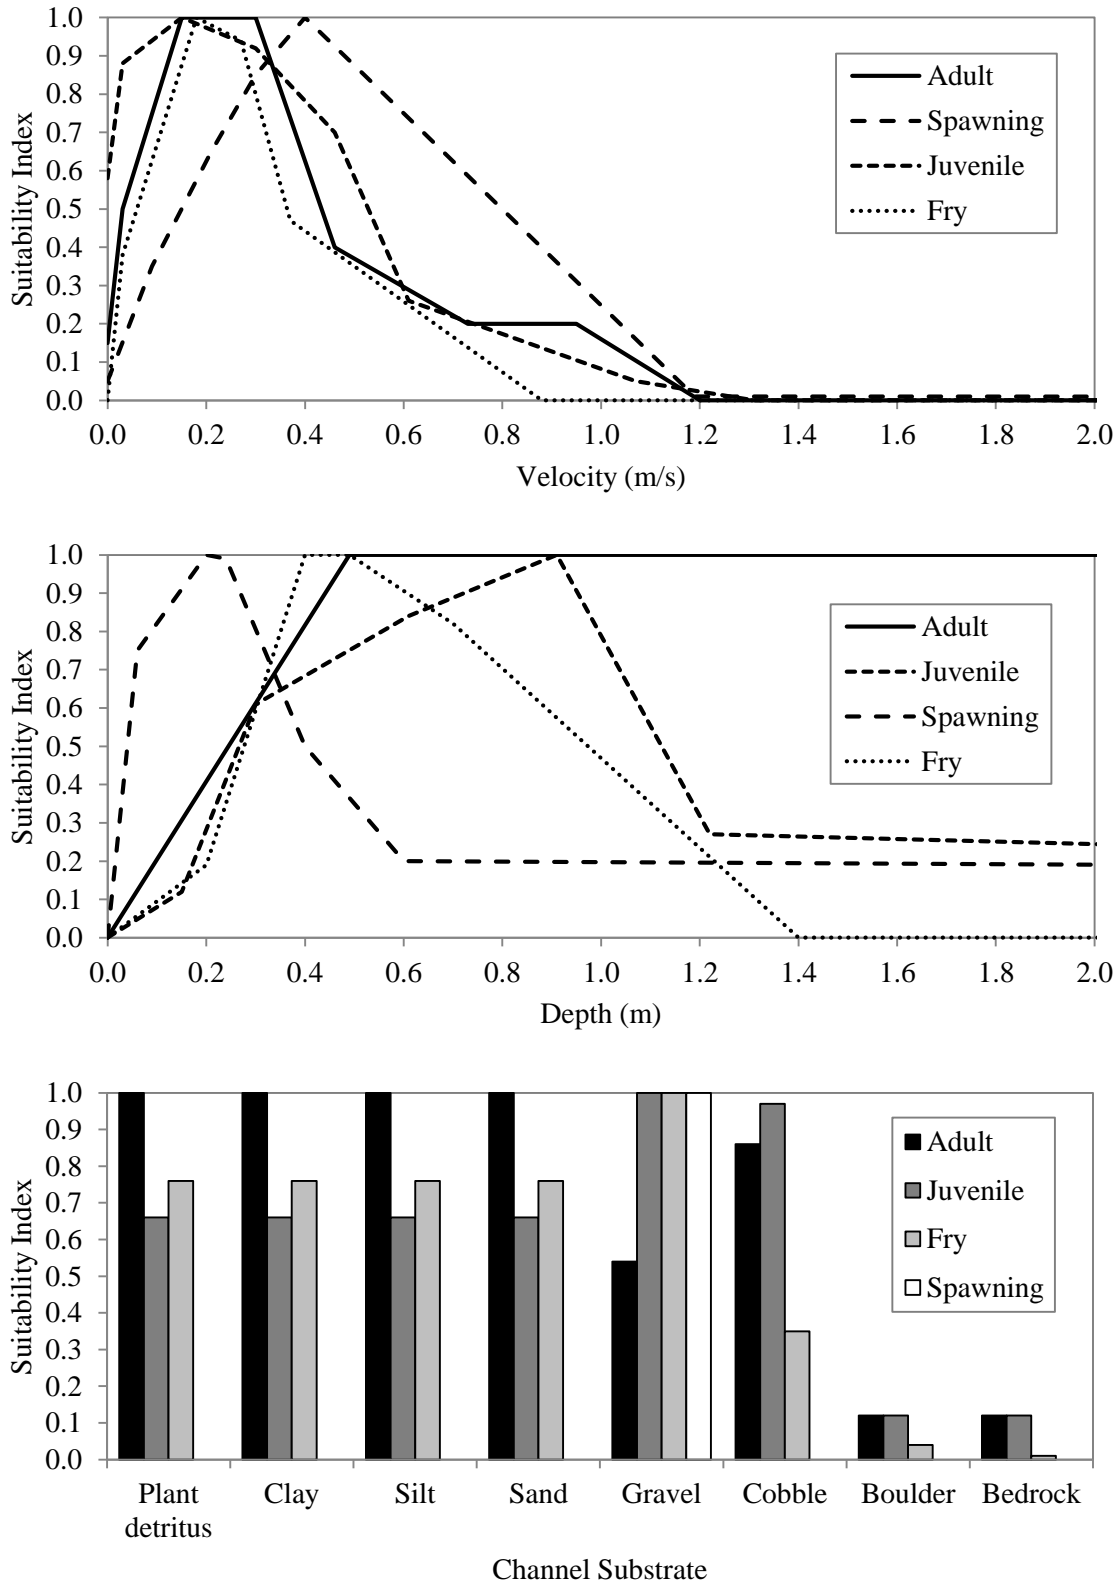 1.0
0.9
0.8
0.7
0.6
0.5
0.4
0.3
0.2
0.1
0.0
Suitability Index
Adult
Spawning
Juvenile
Fry
0.0 0.2 0.4 0.6 0.8 1.0 1.2 1.4 1.6 1.8 2.0
Velocity (m/s)
1.0
0.9
0.8
0.7
0.6
0.5
0.4
0.3
0.2
0.1
0.0
Suitability Index
Adult
Juvenile
Spawning
Fry
0.0 0.2 0.4 0.6 0.8 1.0 1.2 1.4 1.6 1.8 2.0
Depth (m)
1.0
0.9
0.8
0.7
0.6
0.5
0.4
0.3
0.2
0.1
0.0
Suitability Index
Adult
Juvenile
Fry
Spawning
Plant Clay Silt Sand Gravel Cobble Boulder Bedrock
detritus
Channel Substrate